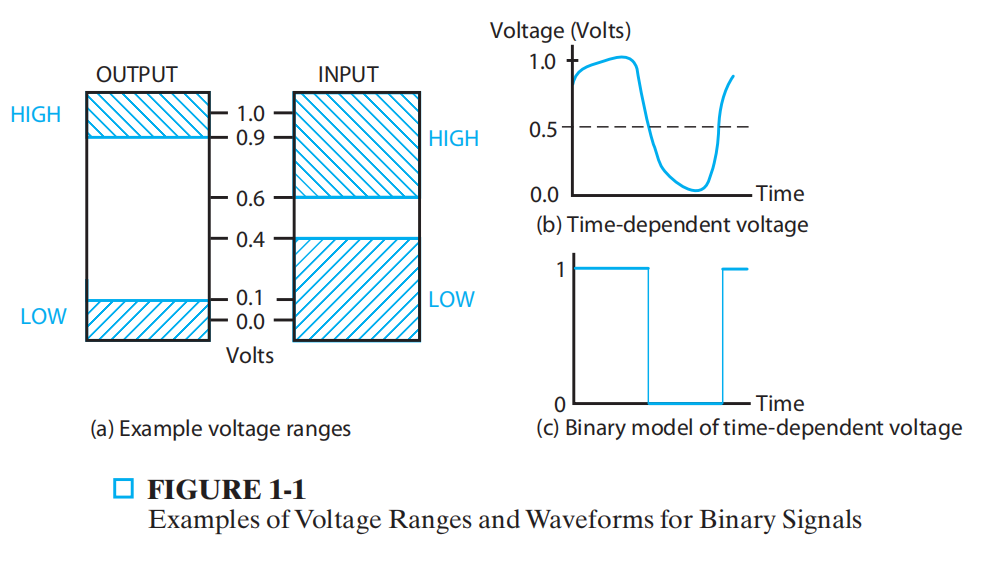 OUTPUT
INPUT
HIGH
1.0
0.9
HIGH
0.6
0.4
LOW
0.1
0.0
LOW
Volts
(a) Example voltage ranges
Voltage (Volts)
1.0
0.5
0.0
Time
(b) Time-dependent voltage
1
0
Time
(c) Binary model of time-dependent voltage
FIGURE 1-1
Examples of Voltage Ranges and Waveforms for Binary Signals